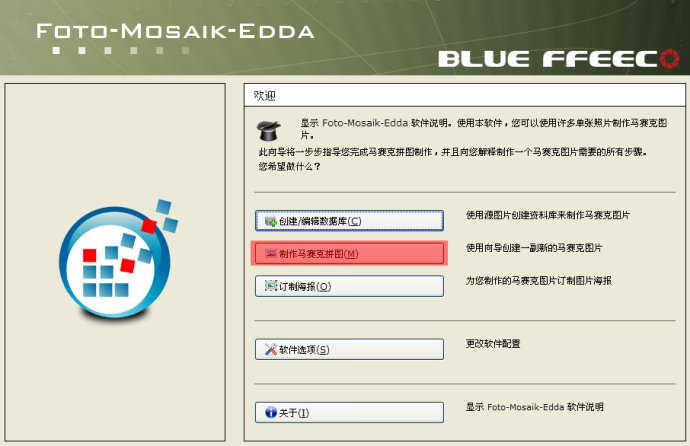 Foto-Mosaik-Edda
BLUE FFEECO
欢迎
显示 Foto-Mosaik-Edda 软件说明。使用本软件，您可以使用许多单张照片制作马赛克图
片。
此向导将一步步指导您完成马赛克拼图制作，并且向您解释制作一个马赛克图片需要的所有步骤。
您希望做什么？
创建/编辑数据库(C)
使用源图片创建资料库来制作马赛克图片
制作马赛克拼图(M)
使用向导创建一副新的马赛克图片
订制海报(O)
为您制作的马赛克图片订制图片海报
软件选项(S)
更改软件配置
关于(I)
显示 Foto-Mosaik-Edda 软件说明